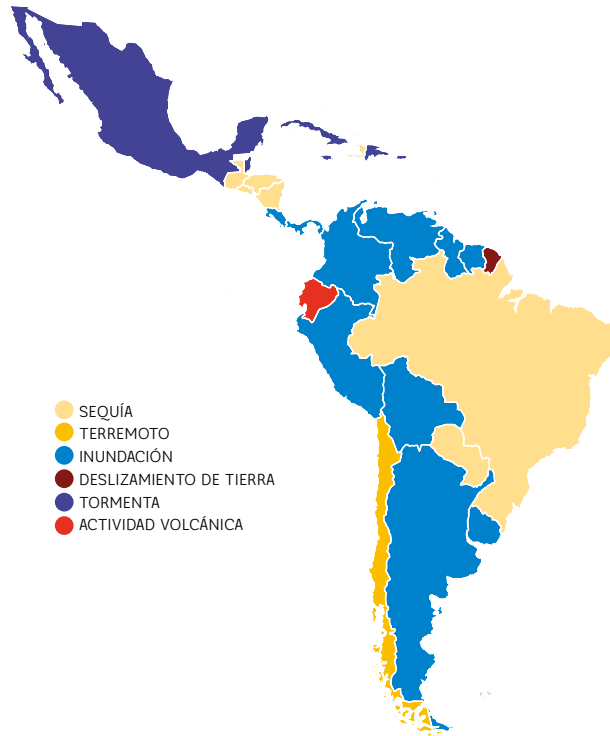 SEQUÍA
TERREMOTO
INUNDACIÓN
DESLIZAMIENTO DE TIERRA
TORMENTA
ACTIVIDAD VOLCÁNICA